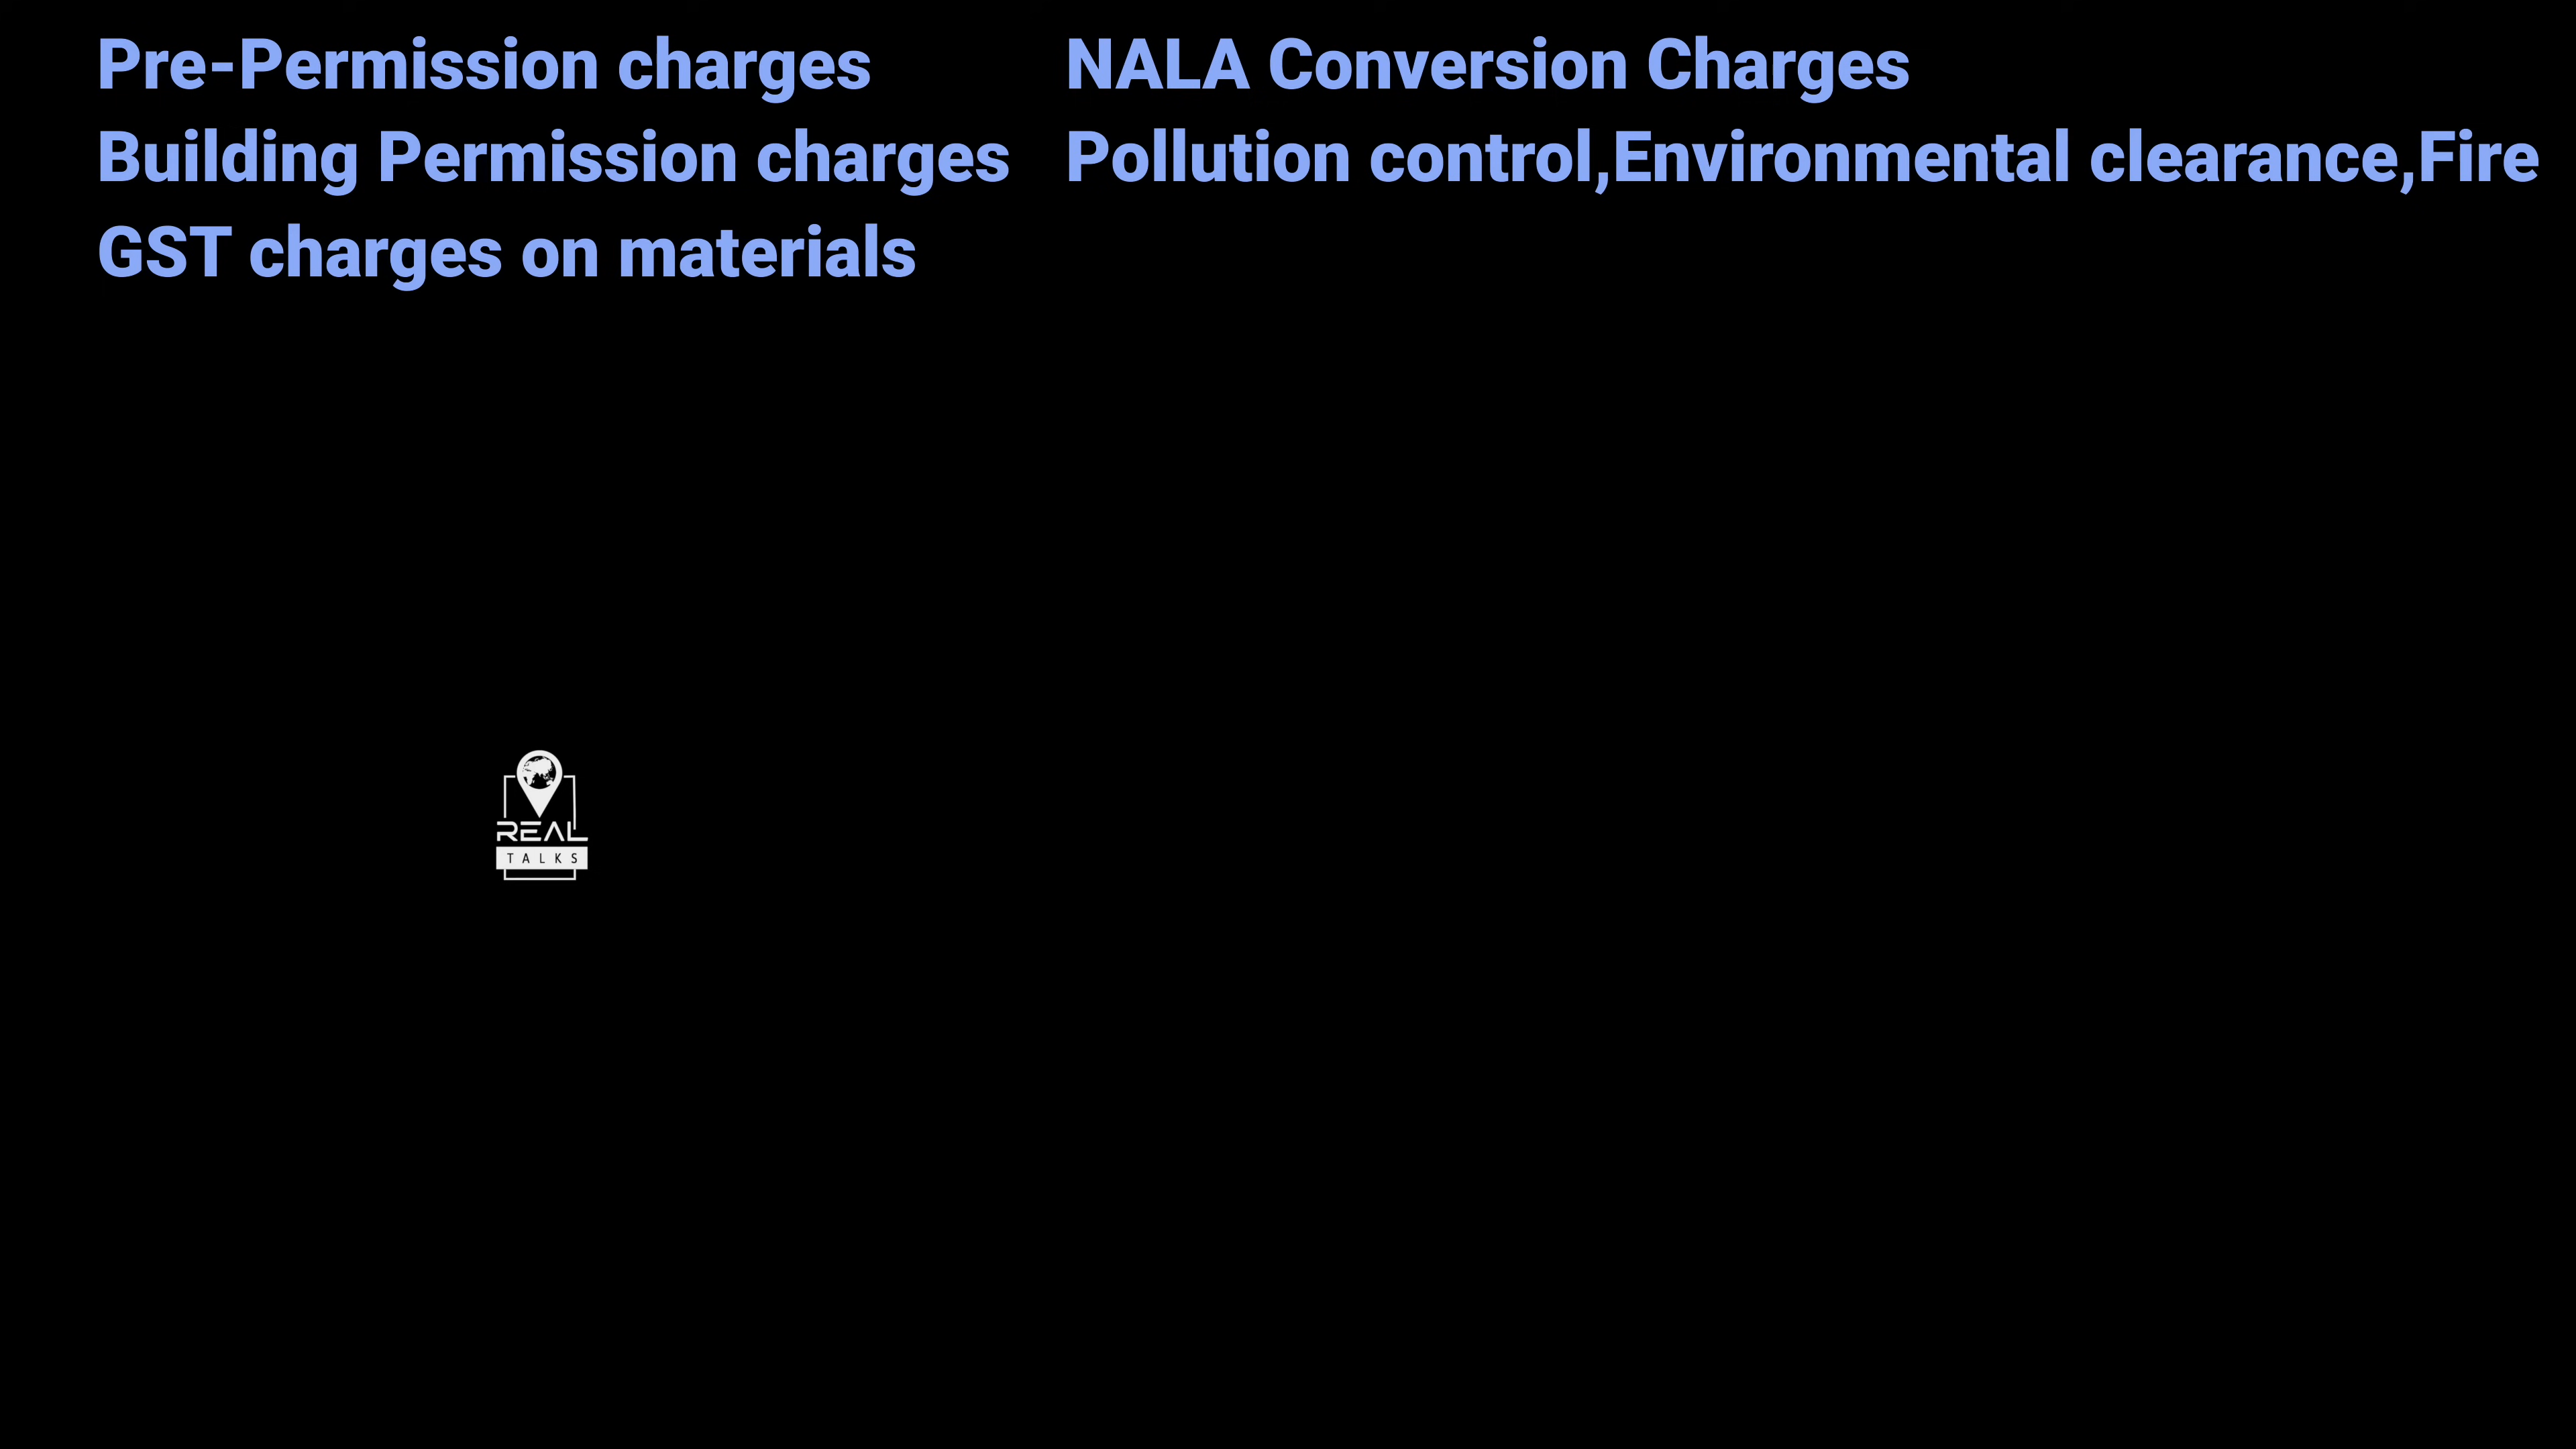 Pre-Permission charges
NALA Conversion Charges
Building Permission charges
Pollution control,Environmental clearance,Fire
GST charges on materials
REAL
TALKS